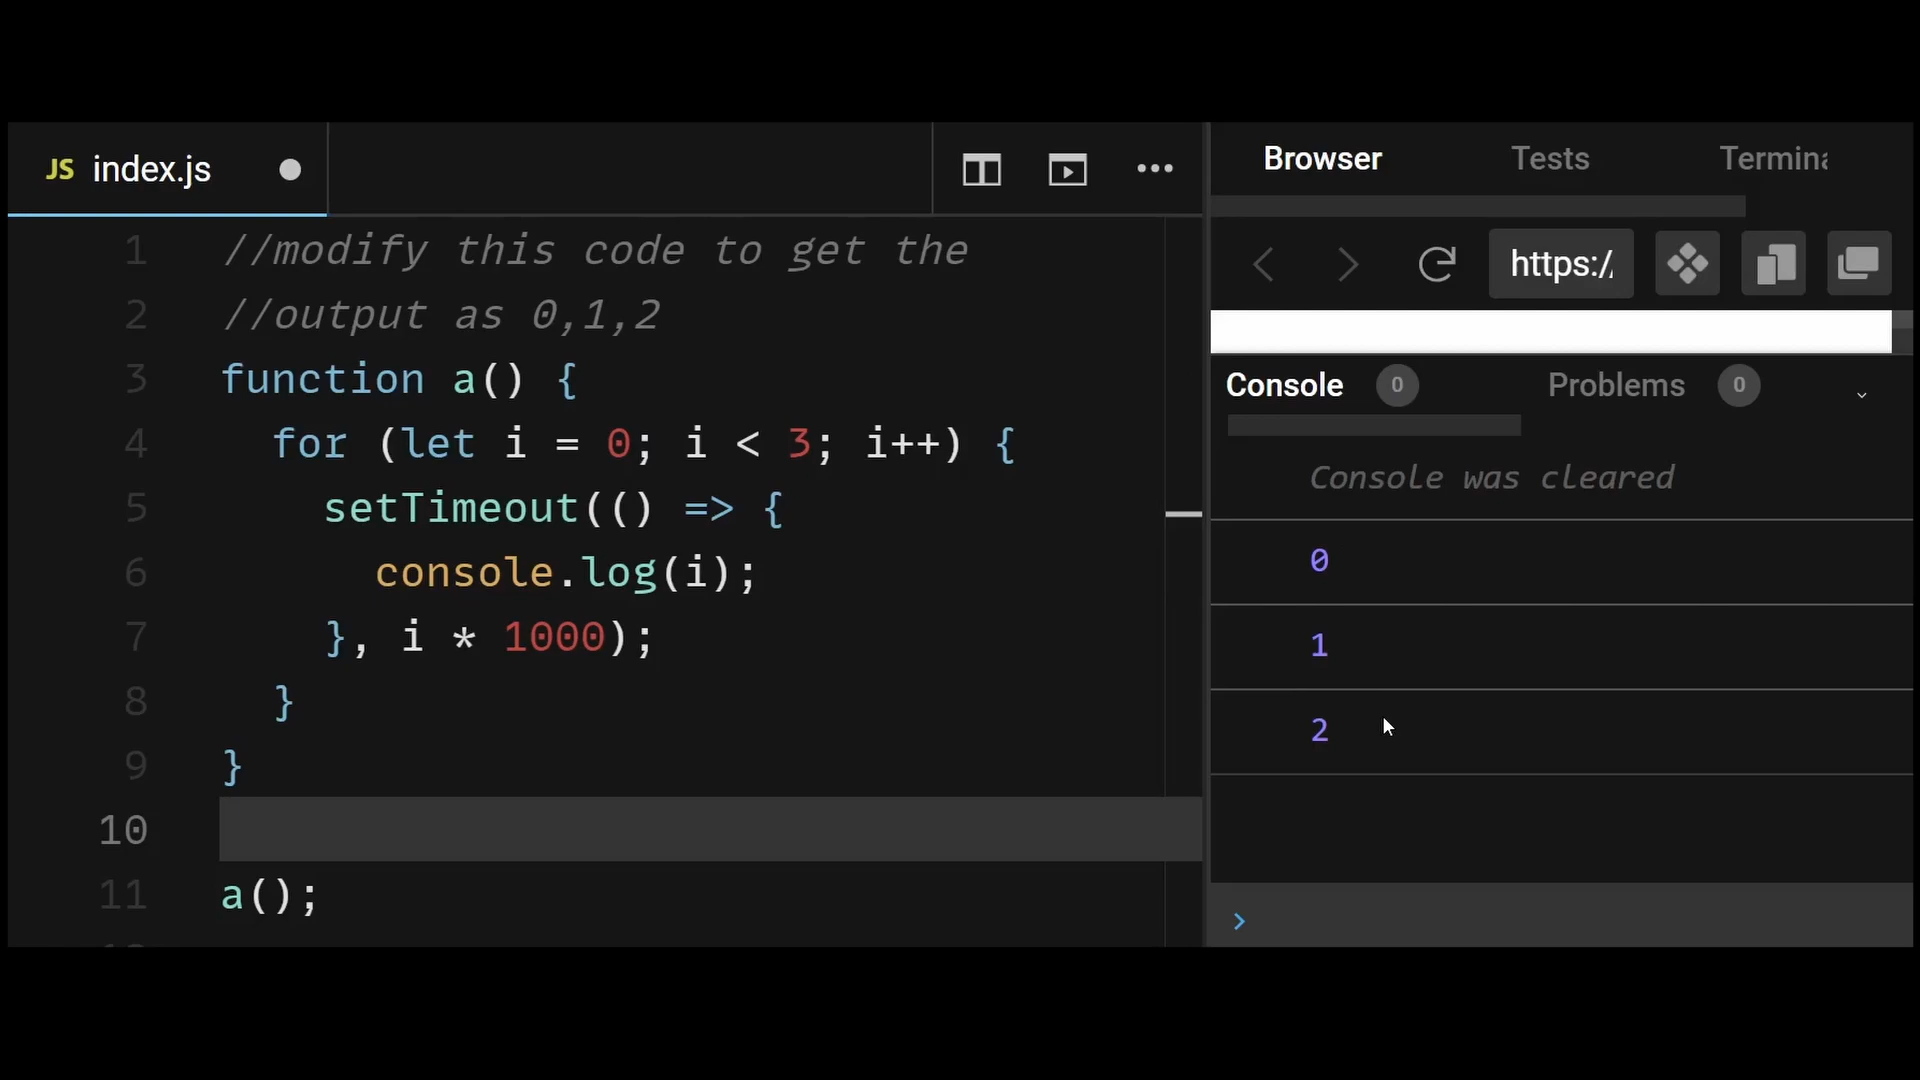 JS index.js
Browser Tests Termina
https:/
1 //modify this code to get the
2 //output as 0,1,2
3 function a() {
4 for (let i = 0; i < 3; i++) {
5 setTimeout(() => {
6 console.log(i);
7 }, i * 1000);
8 }
9 }
10
11 a();
Console 0 Problems 0
Console was cleared
0
1
2